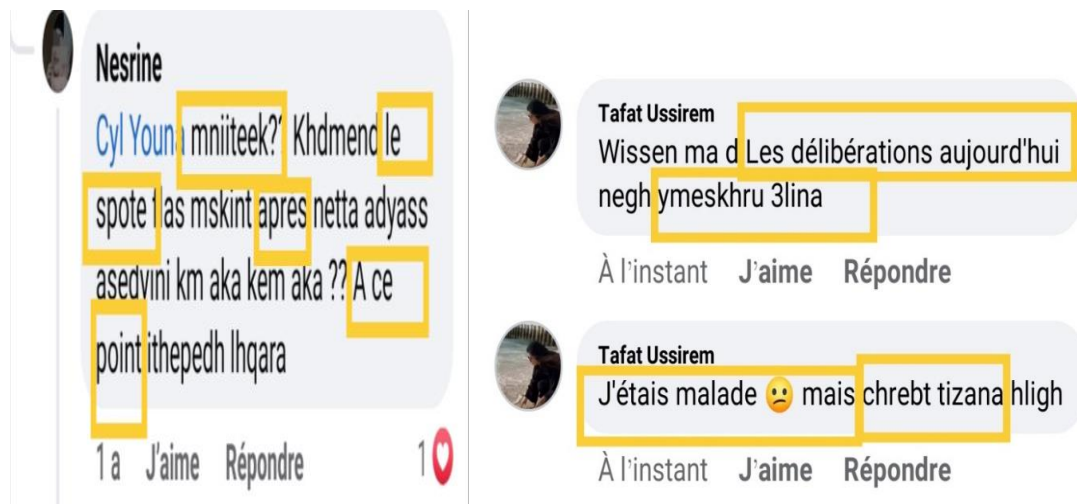 Nesrine
Cyl Youna mniiteek?? Khdmend le
spote flas mskint apres netta adyass
asedvini km aka kem aka ?? A ce
point ithepedh lhqara
1 a J'aime Répondre 1
Tafat Ussirem
Wissen ma d Les délibérations aujourd'hui
negh ymeskhru 3lina
À l'instant J'aime Répondre
Tafat Ussirem
J'étais malade 😕 mais chrebt tizana hligh
À l'instant J'aime Répondre